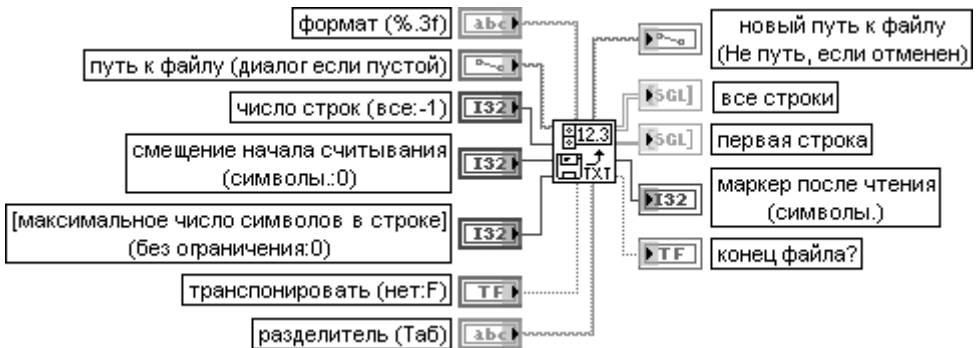 формат (%.3f)
abc
путь к файлу (диалог если пустой)
число строк (все:-1)
I32
смещение начала считывания
(символы.:0)
I32
[максимальное число символов в строке]
(без ограничения:0)
I32
транспонировать (нет:F)
TF
разделитель (Таб)
abc
12.3
TXT
новый путь к файлу
(Не путь, если отменен)
[SGL]
все строки
[SGL]
первая строка
I32
маркер после чтения
(символы.)
TF
конец файла?